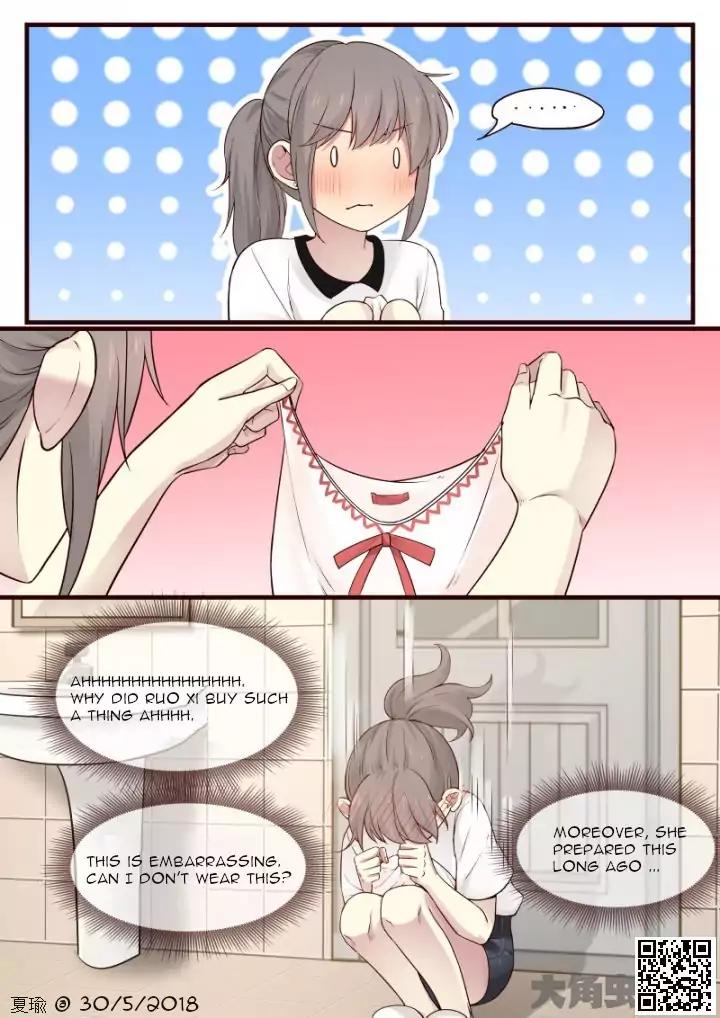 ......
AHHHHHHHHHHHHHHHHH.
WHY DID RUO XI BUY SUCH
A THING AHHHH.
THIS IS EMBARRASSING.
CAN I DON'T WEAR THIS?
MOREOVER, SHE
PREPARED THIS
LONG AGO ...
夏瑜 @ 30/5/2018
大角虫